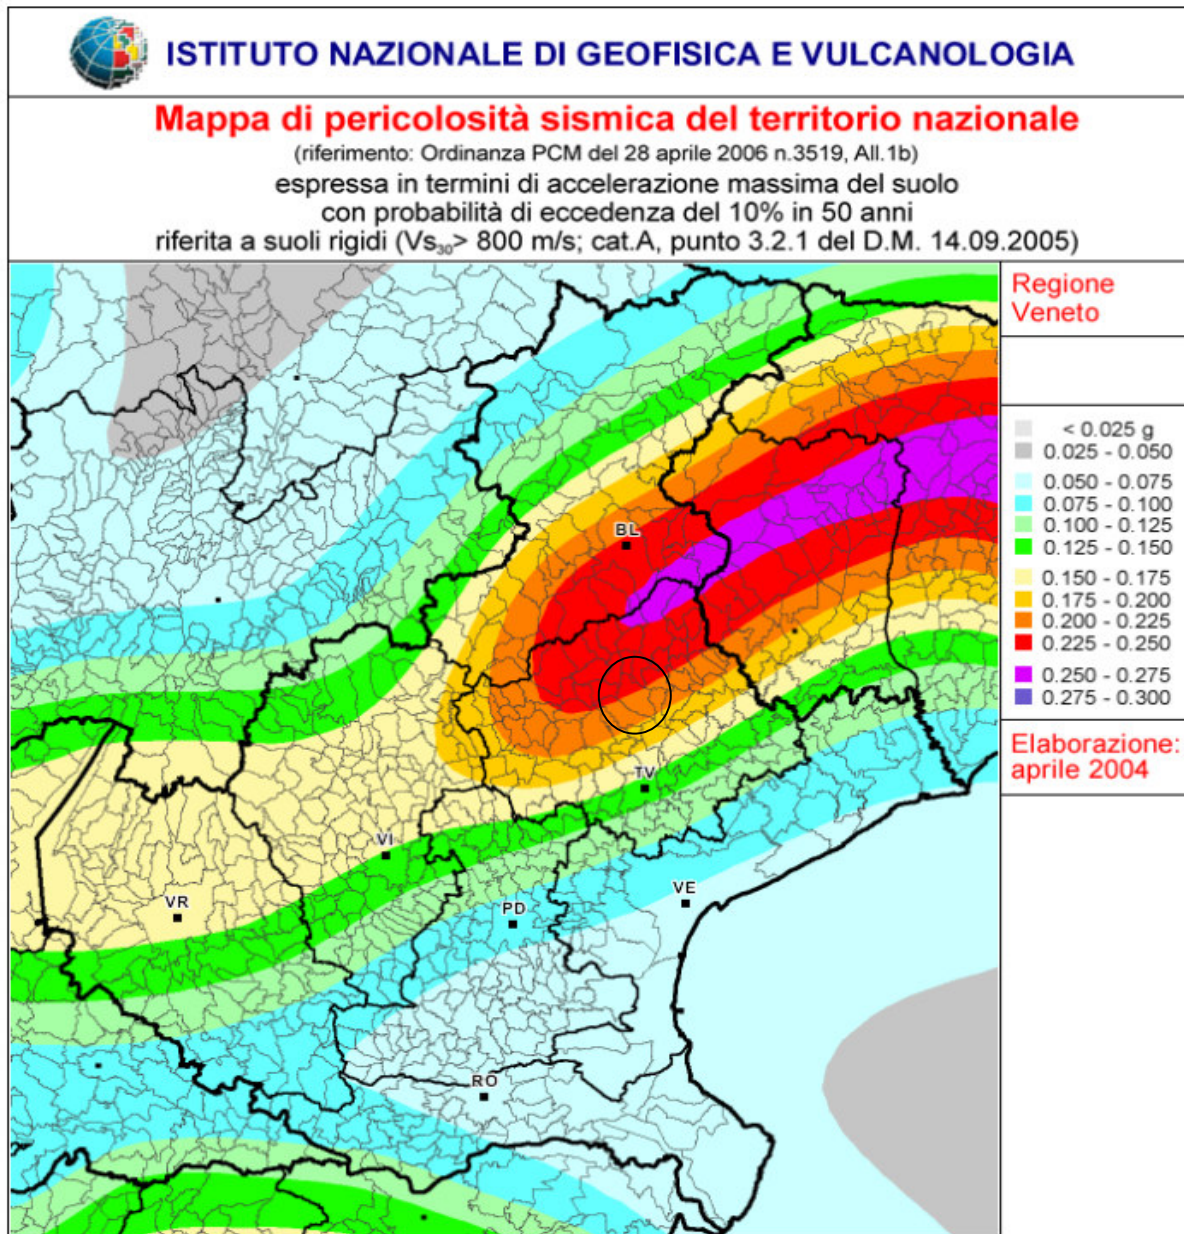 ISTITUTO NAZIONALE DI GEOFISICA E VULCANOLOGIA
Mappa di pericolosità sismica del territorio nazionale
(riferimento: Ordinanza PCM del 28 aprile 2006 n.3519, All.1b)
espressa in termini di accelerazione massima del suolo
con probabilità di eccedenza del 10% in 50 anni
riferita a suoli rigidi (Vs₃₀> 800 m/s; cat.A, punto 3.2.1 del D.M. 14.09.2005)
Regione
Veneto
< 0.025 g
0.025 - 0.050
0.050 - 0.075
0.075 - 0.100
0.100 - 0.125
0.125 - 0.150
0.150 - 0.175
0.175 - 0.200
0.200 - 0.225
0.225 - 0.250
0.250 - 0.275
0.275 - 0.300
Elaborazione:
aprile 2004
BL
TV
VI
VR
PD
VE
RO